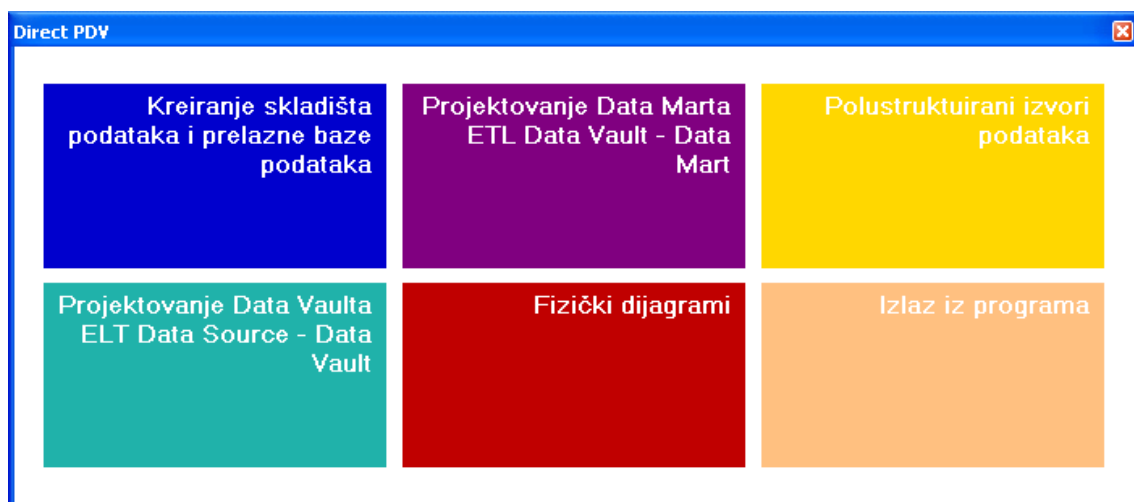 Direct PDV
Kreiranje skladišta
podataka i prelazne baze
podataka
Projektovanje Data Marta
ETL Data Vault - Data
Mart
Polustruktuirani izvori
podataka
Projektovanje Data Vaulta
ELT Data Source - Data
Vault
Fizički dijagrami
Izlaz iz programa